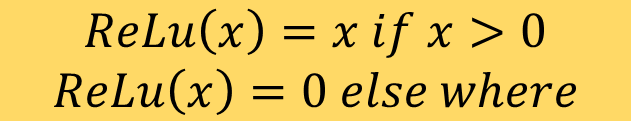 ReLu(x) = x if x > 0
ReLu(x) = 0 else where